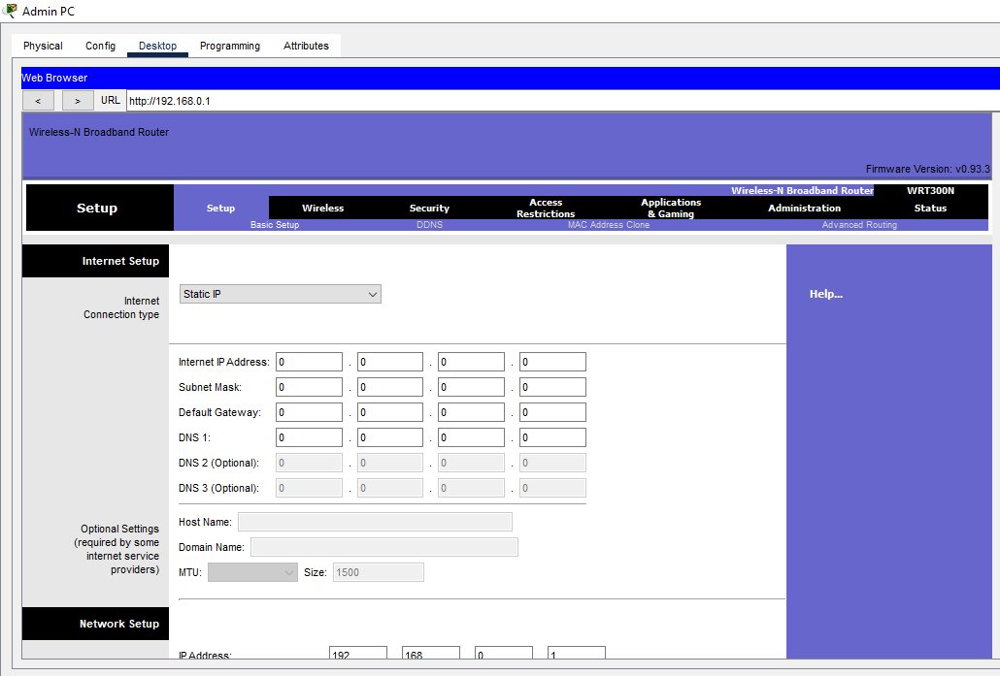 Admin PC
Physical Config Desktop Programming Attributes
Web Browser
< > URL http://192.168.0.1
Wireless-N Broadband Router
Firmware Version: v0.93.3
Wireless-N Broadband Router WRT300N
Setup Setup Wireless Security Access Restrictions Applications & Gaming Administration Status
Basic Setup DDNS MAC Address Clone Advanced Routing
Internet Setup
Help...
Internet
Connection type
Static IP
Internet IP Address: 0 . 0 . 0 . 0
Subnet Mask: 0 . 0 . 0 . 0
Default Gateway: 0 . 0 . 0 . 0
DNS 1: 0 . 0 . 0 . 0
DNS 2 (Optional): 0 . 0 . 0 . 0
DNS 3 (Optional): 0 . 0 . 0 . 0
Optional Settings
(required by some
internet service
providers)
Host Name:
Domain Name:
MTU: Size: 1500
Network Setup
IP Address: 192 168 0 1